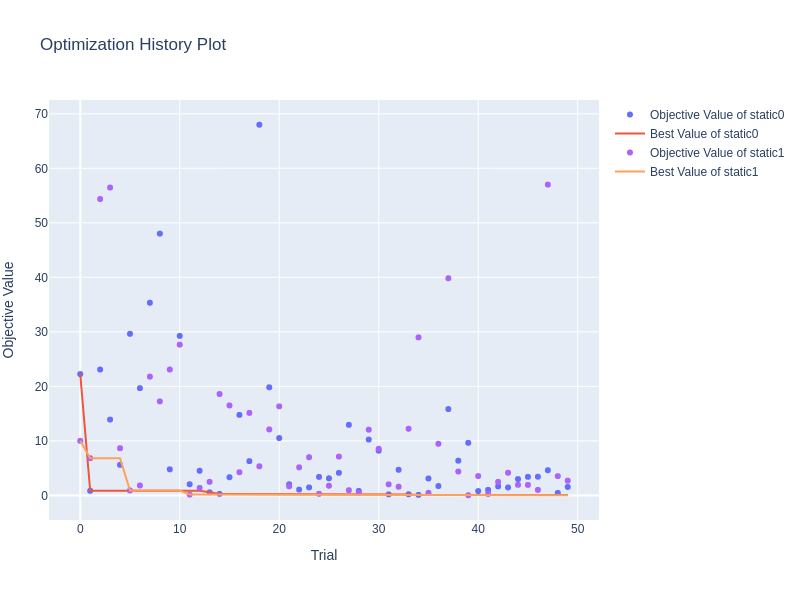 Optimization History Plot
Objective Value of static0
Best Value of static0
Objective Value of static1
Best Value of static1
70
60
50
40
30
20
10
0
Objective Value
0 10 20 30 40 50
Trial